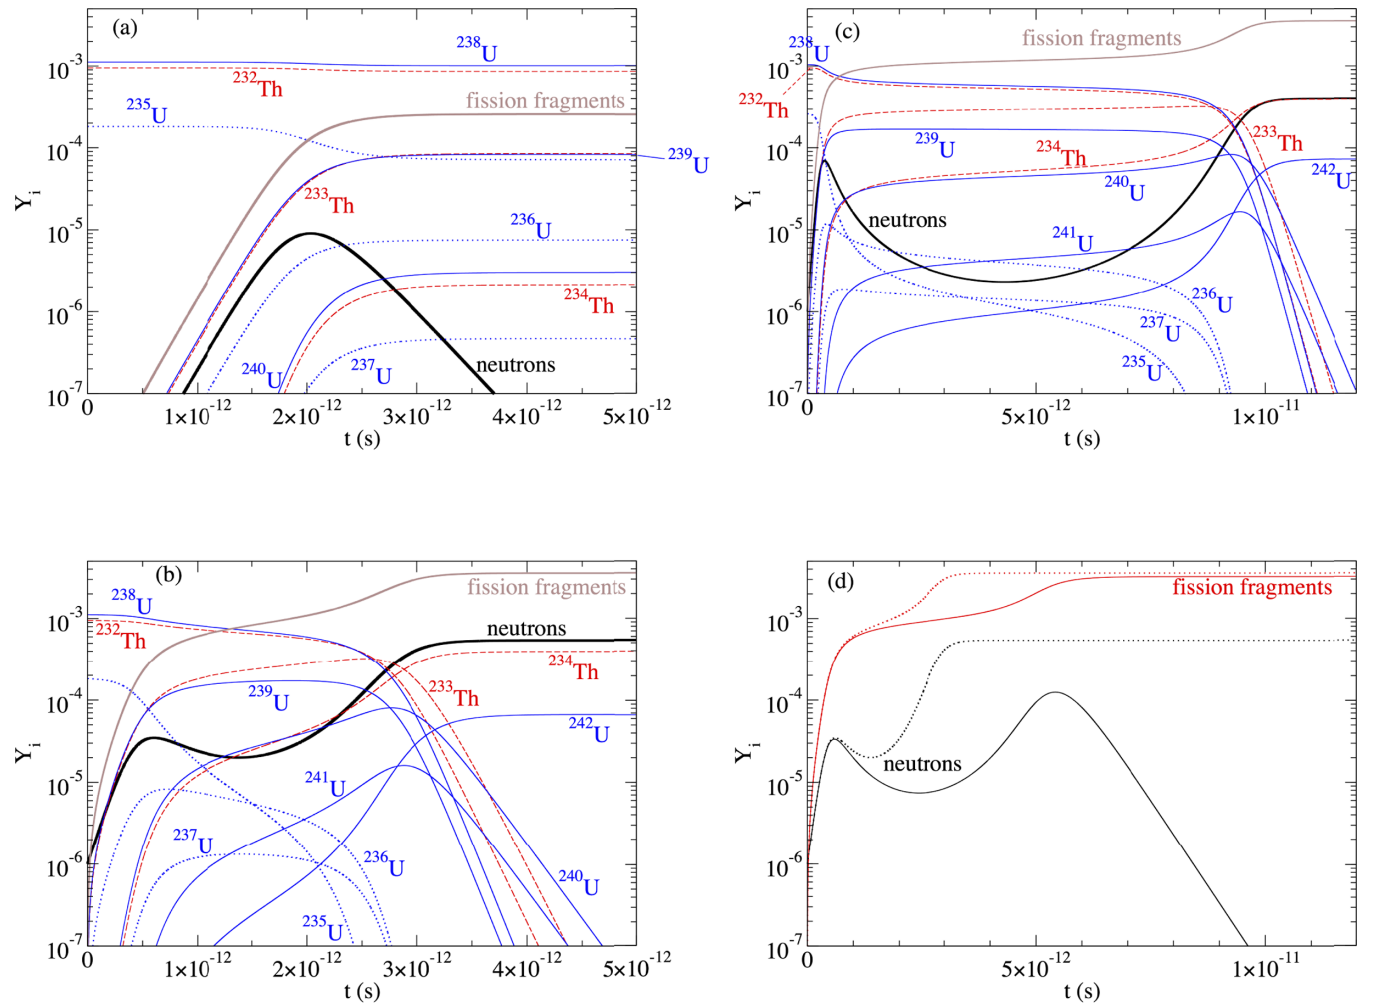 (a)
10⁻³
10⁻⁴
10⁻⁵
10⁻⁶
10⁻⁷
Yᵢ
²³⁸U
²³²Th
²³⁵U
fission fragments
²³⁹U
²³³Th
²³⁶U
²³⁴Th
²⁴⁰U
²³⁷U
neutrons
0 1×10⁻¹² 2×10⁻¹² 3×10⁻¹² 4×10⁻¹² 5×10⁻¹²
t (s)
(c)
10⁻³
10⁻⁴
10⁻⁵
10⁻⁶
10⁻⁷
Yᵢ
fission fragments
²³⁸U
²³²Th
²³⁹U
²³⁴Th
²³³Th
²⁴⁰U
²⁴²U
neutrons
²⁴¹U
²³⁶U
²³⁷U
²³⁵U
0 5×10⁻¹² 1×10⁻¹¹
t (s)
(b)
10⁻³
10⁻⁴
10⁻⁵
10⁻⁶
10⁻⁷
Yᵢ
fission fragments
²³⁸U
²³²Th
neutrons
²³⁴Th
²³⁹U
²³³Th
²⁴²U
²⁴¹U
²³⁷U
²³⁶U
²⁴⁰U
²³⁵U
0 1×10⁻¹² 2×10⁻¹² 3×10⁻¹² 4×10⁻¹² 5×10⁻¹²
t (s)
(d)
10⁻³
10⁻⁴
10⁻⁵
10⁻⁶
10⁻⁷
Yᵢ
fission fragments
neutrons
0 5×10⁻¹² 1×10⁻¹¹
t (s)